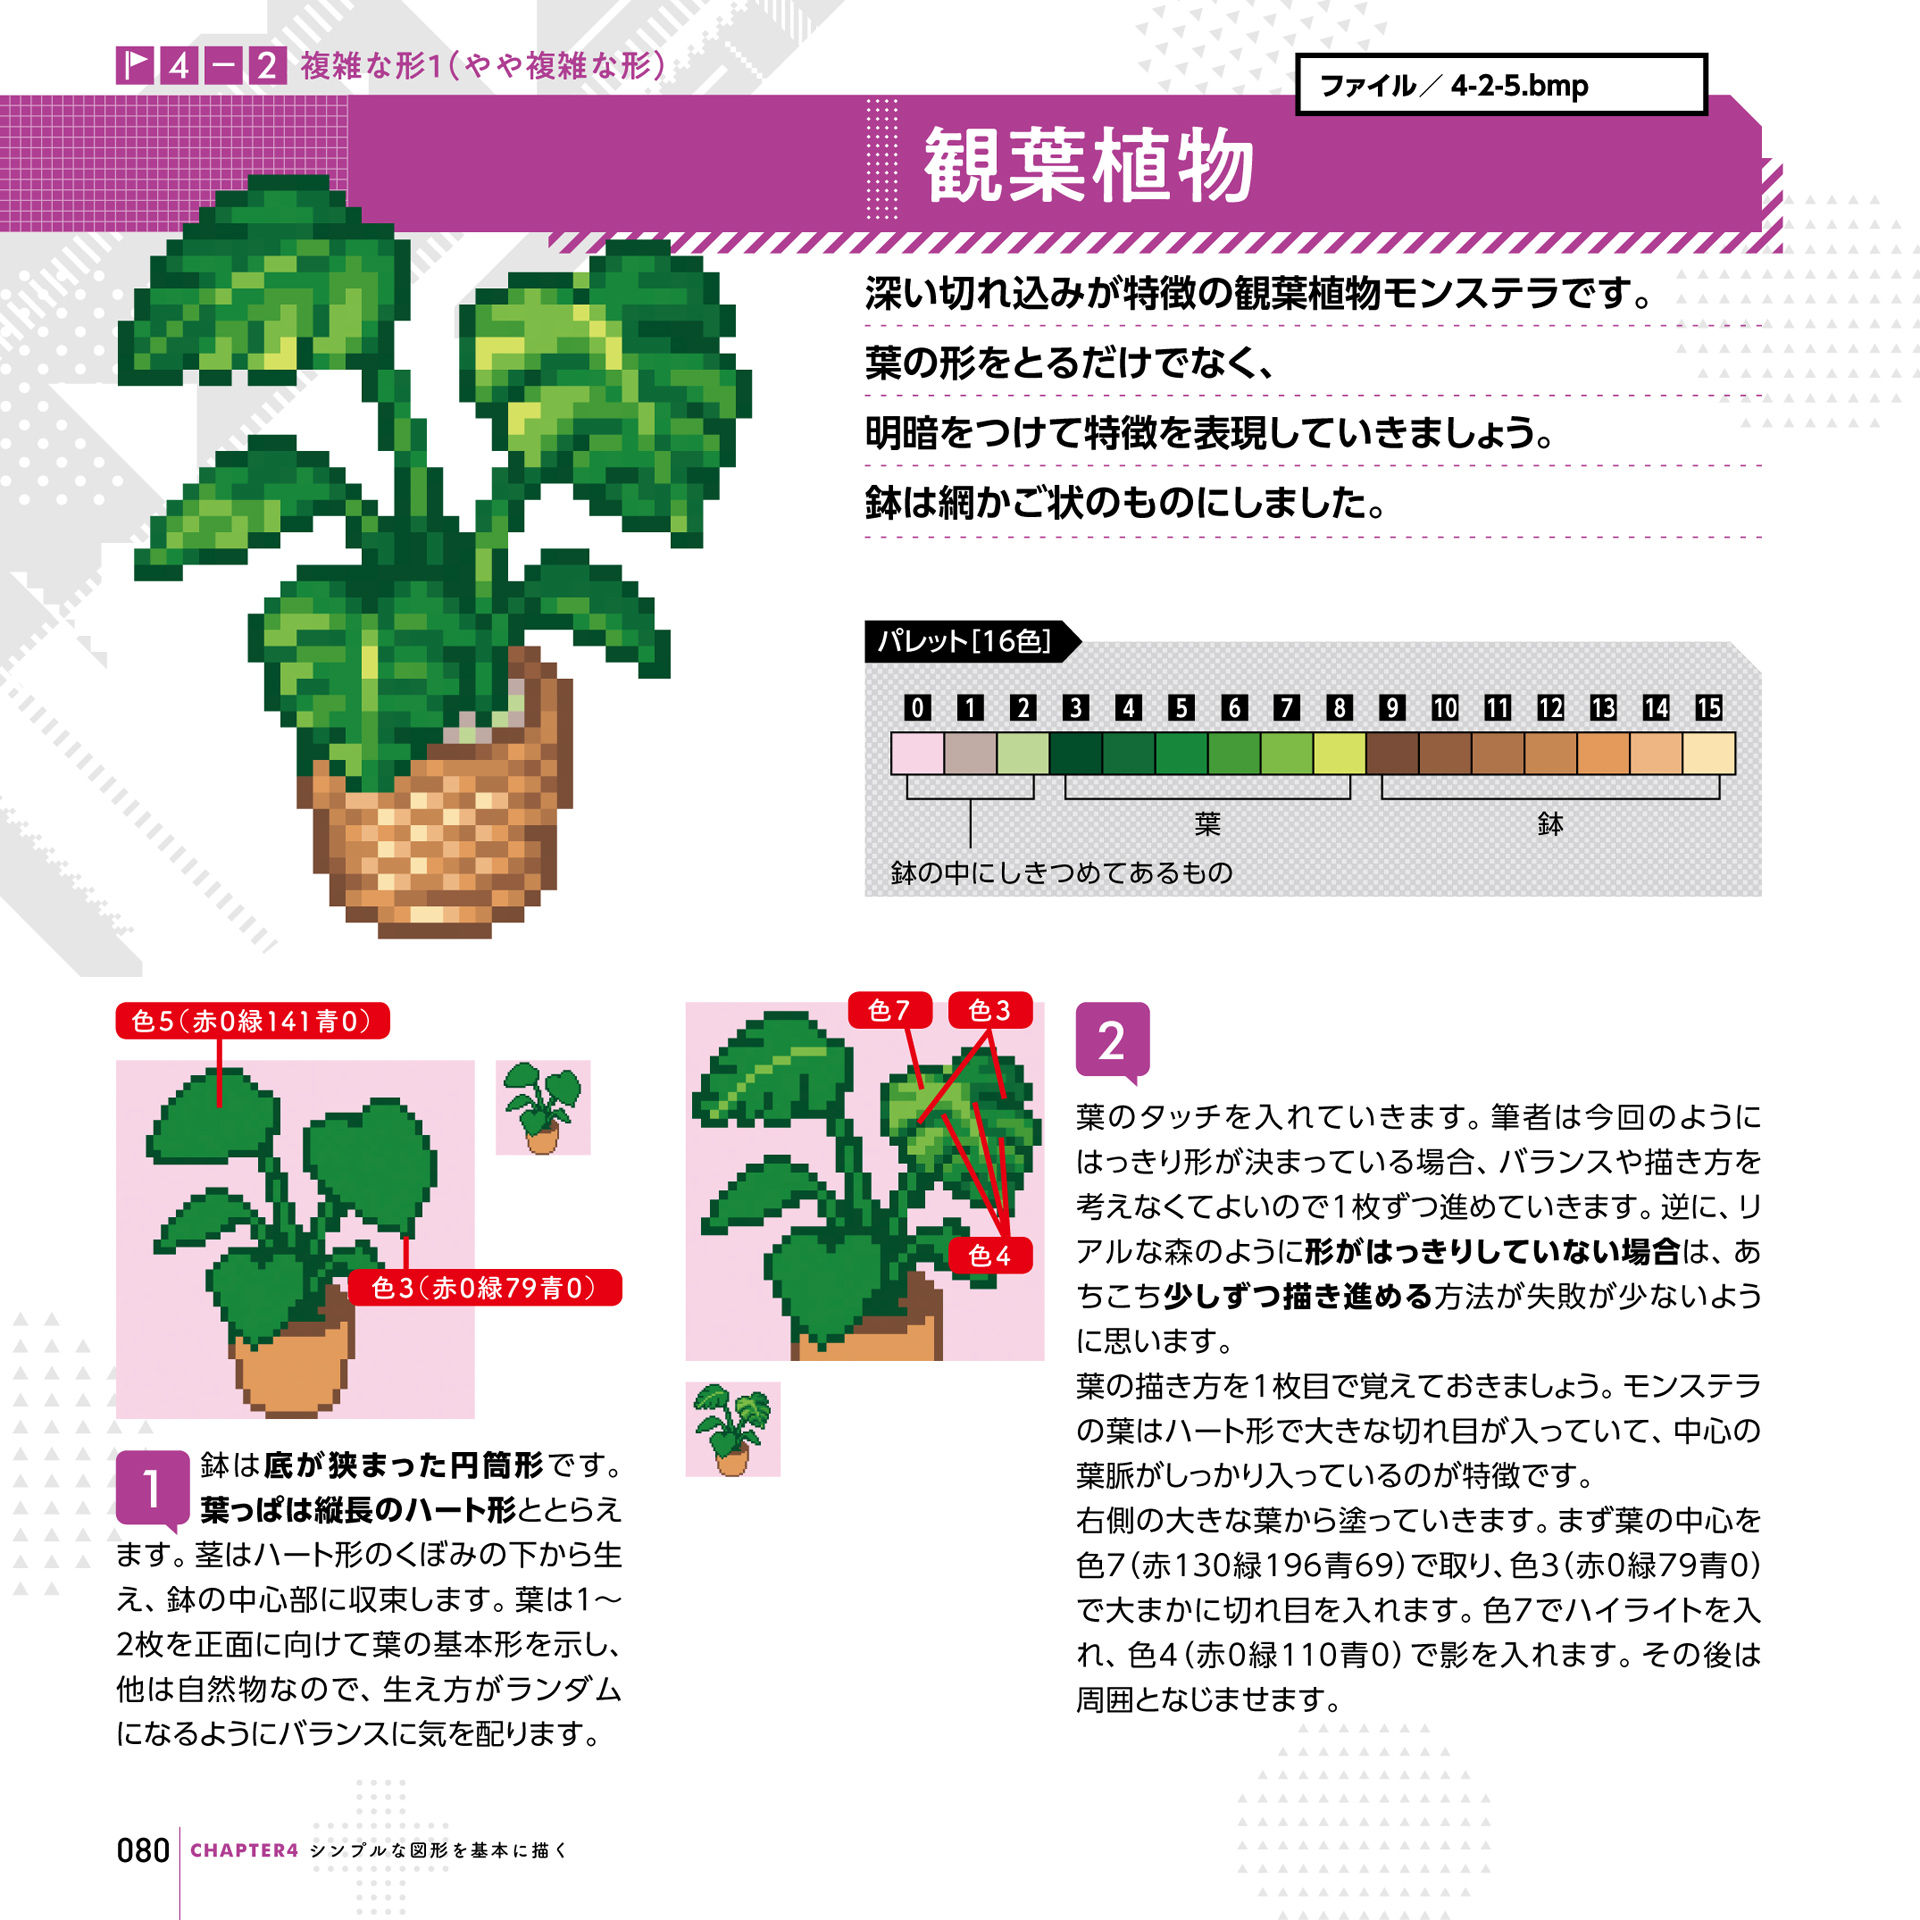 4－2 複雑な形1（やや複雑な形）
ファイル／ 4-2-5.bmp
観葉植物
深い切れ込みが特徴の観葉植物モンステラです。
葉の形をとるだけでなく、
明暗をつけて特徴を表現していきましょう。
鉢は網かご状のものにしました。
パレット［16色］
0 1 2 3 4 5 6 7 8 9 10 11 12 13 14 15
葉 鉢
鉢の中にしきつめてあるもの
色5（赤0緑141青0）
色3（赤0緑79青0）
1
鉢は底が狭まった円筒形です。
葉っぱは縦長のハート形ととらえ
ます。茎はハート形のくぼみの下から生
え、鉢の中心部に収束します。葉は1〜
2枚を正面に向けて葉の基本形を示し、
他は自然物なので、生え方がランダム
になるようにバランスに気を配ります。
色7 色3
色4
2
葉のタッチを入れていきます。筆者は今回のように
はっきり形が決まっている場合、バランスや描き方を
考えなくてよいので1枚ずつ進めていきます。逆に、リ
アルな森のように形がはっきりしていない場合は、あ
ちこち少しずつ描き進める方法が失敗が少ないよう
に思います。
葉の描き方を1枚目で覚えておきましょう。モンステラ
の葉はハート形で大きな切れ目が入っていて、中心の
葉脈がしっかり入っているのが特徴です。
右側の大きな葉から塗っていきます。まず葉の中心を
色7（赤130緑196青69）で取り、色3（赤0緑79青0）
で大まかに切れ目を入れます。色7でハイライトを入
れ、色4（赤0緑110青0）で影を入れます。その後は
周囲となじませます。
080 CHAPTER4 シンプルな図形を基本に描く